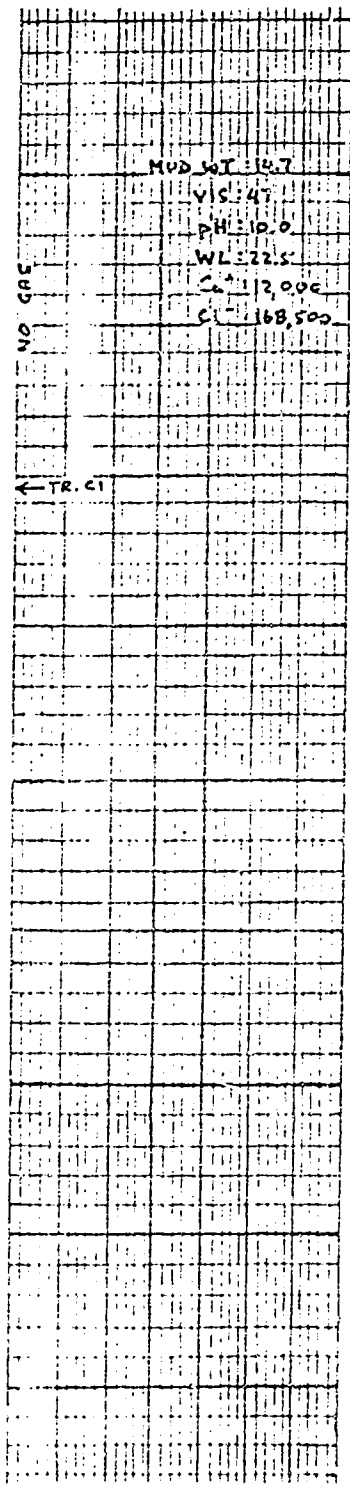 MUD WT : 14.7
VIS : 47
pH : 10.0
WL : 22.5
Ca⁺ : 12,000
Cl⁻ : 168,500
NO GAS
← TR. C1